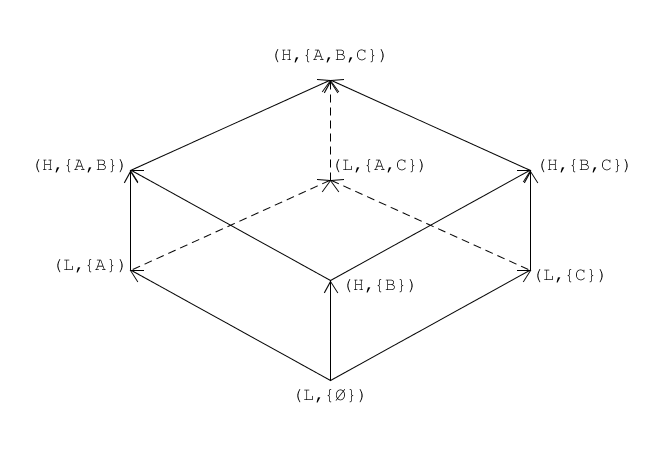 (H,{A,B,C})
(H,{A,B})
(L,{A,C})
(H,{B,C})
(L,{A})
(L,{C})
(H,{B})
(L,{Ø})